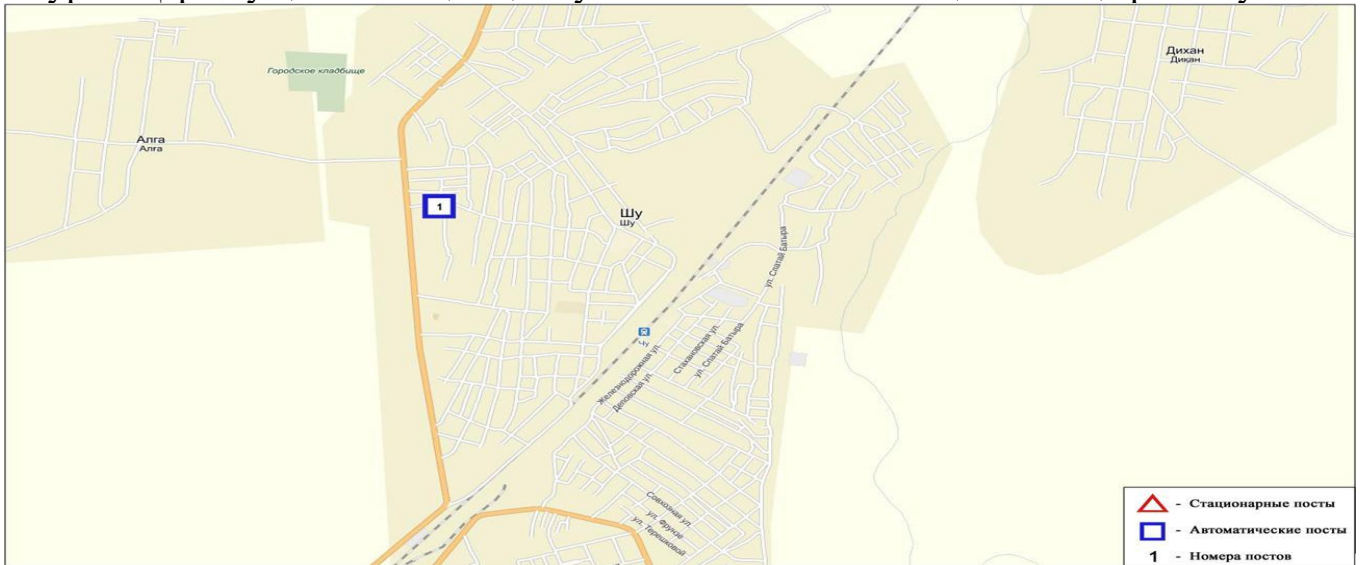 Городское кладбище
Дихан
Дикан
Алга
Алға
1
Шу
Шу
ул. Спатай Батыра
Стахановская ул.
ул. Спатай Батыра
Железнодорожная ул.
Деповская ул.
Совхозная ул.
ул. Фрунзе
ул. Терешковой
- Стационарные посты
- Автоматические посты
1 - Номера постов